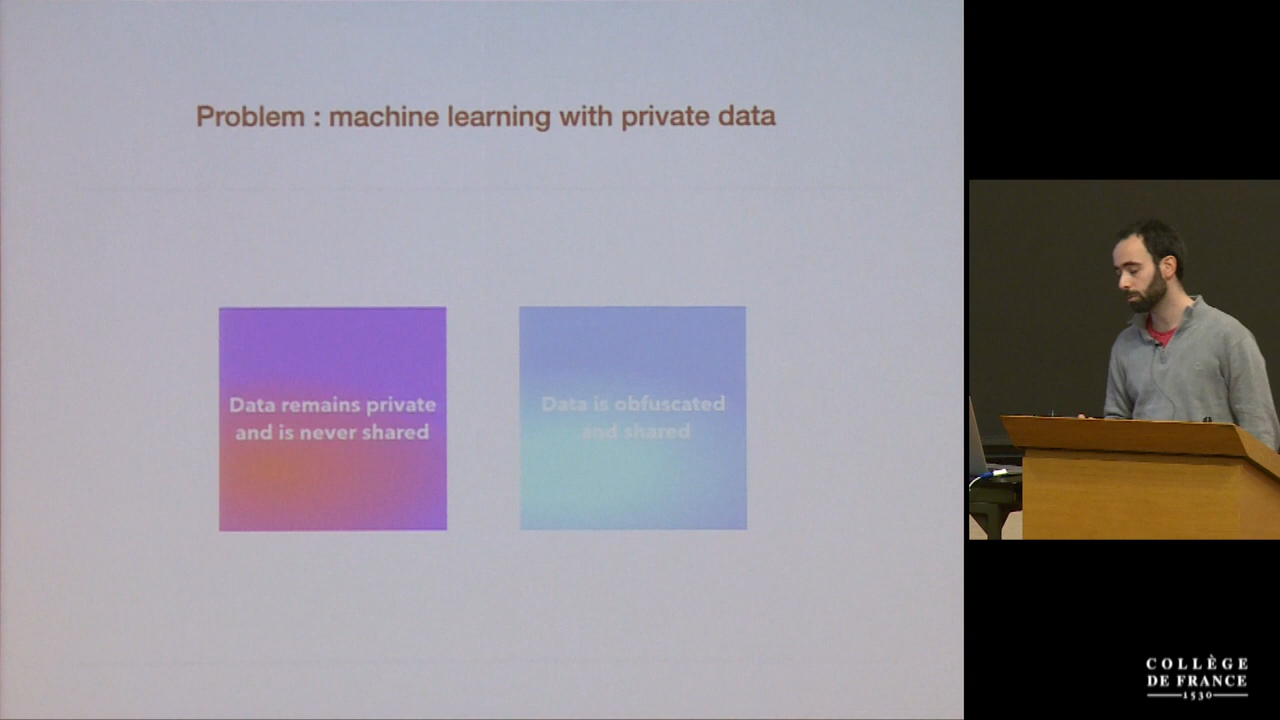 Problem : machine learning with private data
Data remains private
and is never shared
Data is obfuscated
and shared
COLLÈGE
DE FRANCE
1530